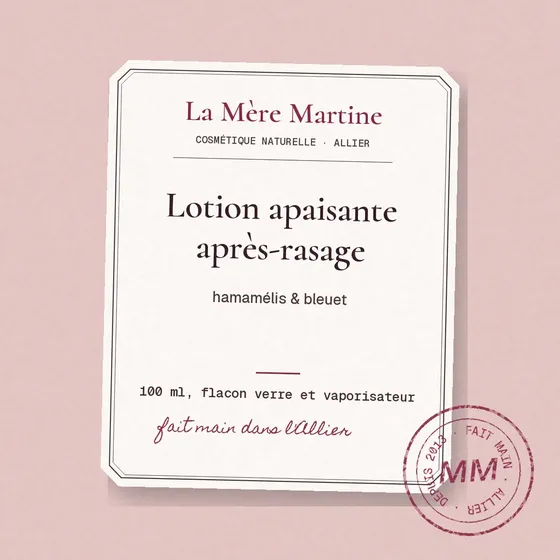 La Mère Martine
COSMÉTIQUE NATURELLE · ALLIER
Lotion apaisante
après-rasage
hamamélis & bleuet
100 ml, flacon verre et vaporisateur
fait main dans l'Allier
MM
FAIT MAIN · ALLIER · DEPUIS 2013 ·